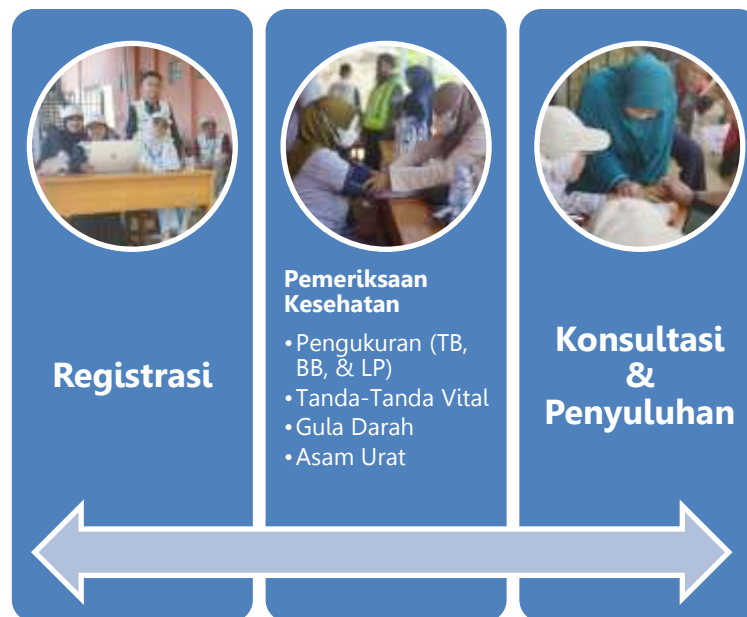 Registrasi
Pemeriksaan
Kesehatan
•Pengukuran (TB,
BB, & LP)
•Tanda-Tanda Vital
•Gula Darah
•Asam Urat
Konsultasi
&
Penyuluhan